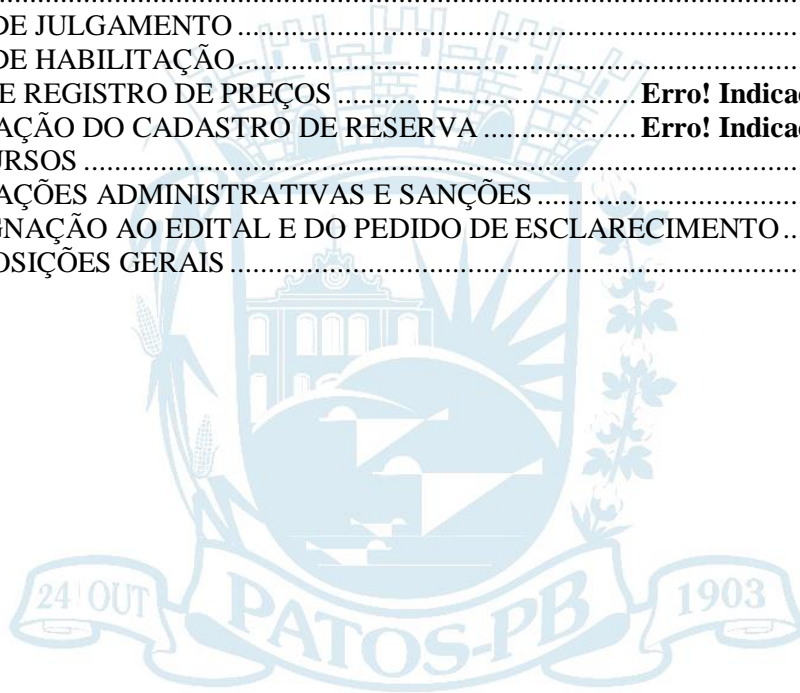 DE JULGAMENTO ..........................................................................
DE HABILITAÇÃO ..........................................................................
E REGISTRO DE PREÇOS ....................................... Erro! Indica
AÇÃO DO CADASTRO DE RESERVA .................... Erro! Indica
URSOS ..............................................................................................
AÇÕES ADMINISTRATIVAS E SANÇÕES ...................................
GNAÇÃO AO EDITAL E DO PEDIDO DE ESCLARECIMENTO ..
OSIÇÕES GERAIS ..........................................................................
24 OUT
PATOS-PB
1903